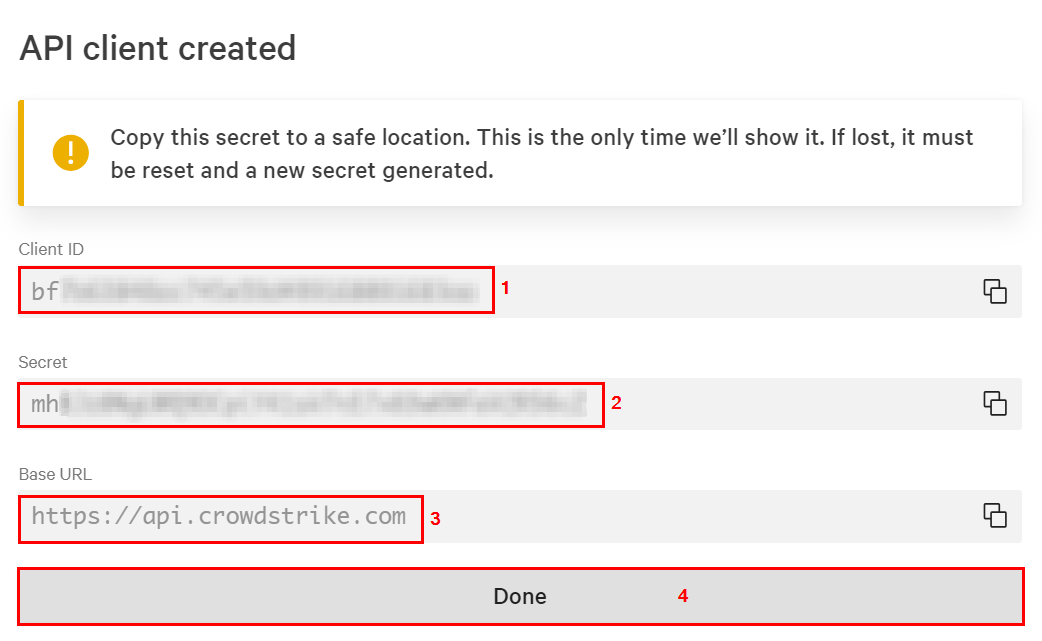 API client created
Copy this secret to a safe location. This is the only time we’ll show it. If lost, it must
be reset and a new secret generated.
Client ID
bf
1
Secret
mh
2
Base URL
https://api.crowdstrike.com
3
Done
4